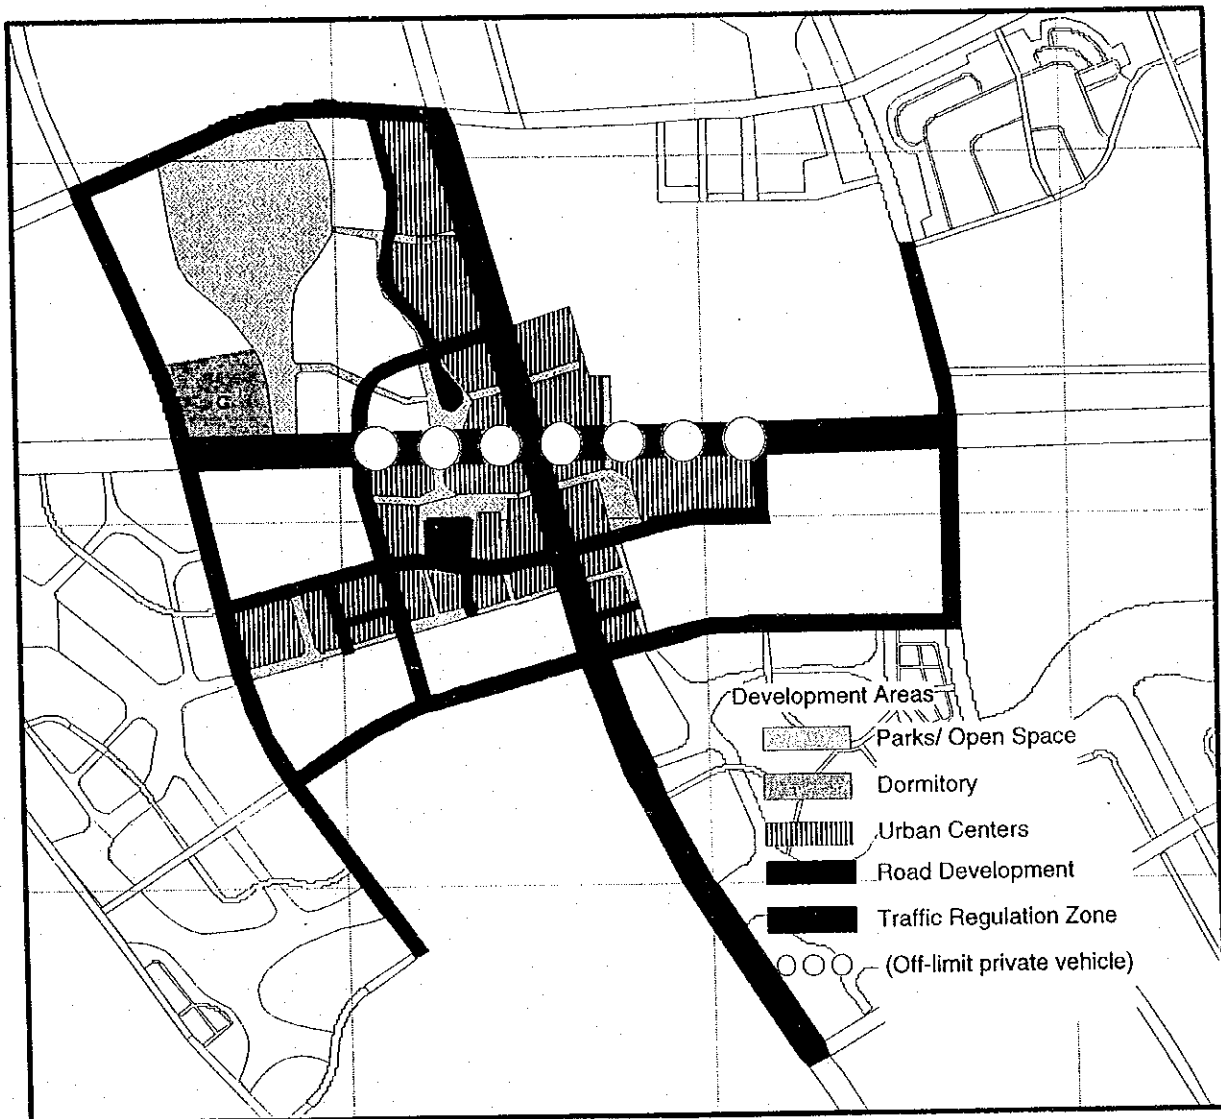 G
Development Areas
Parks/ Open Space
Dormitory
Urban Centers
Road Development
Traffic Regulation Zone
(Off-limit private vehicle)